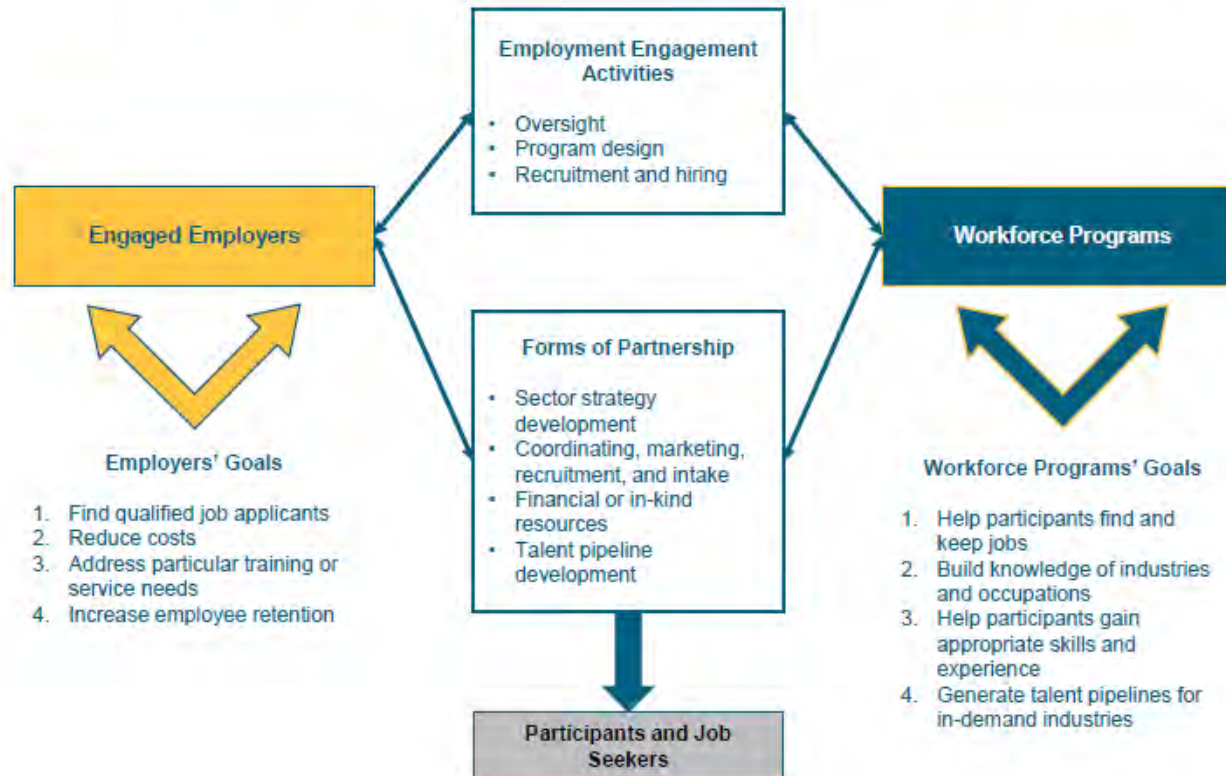 Employment Engagement
Activities
• Oversight
• Program design
• Recruitment and hiring
Engaged Employers
Workforce Programs
Forms of Partnership
• Sector strategy
development
• Coordinating, marketing,
recruitment, and intake
• Financial or in-kind
resources
• Talent pipeline
development
Employers' Goals
1. Find qualified job applicants
2. Reduce costs
3. Address particular training or
service needs
4. Increase employee retention
Workforce Programs' Goals
1. Help participants find and
keep jobs
2. Build knowledge of industries
and occupations
3. Help participants gain
appropriate skills and
experience
4. Generate talent pipelines for
in-demand industries
Participants and Job
Seekers